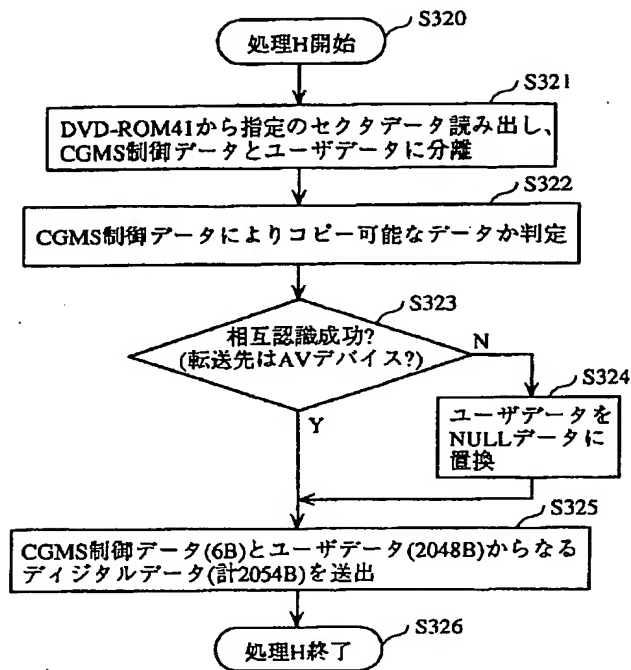 S320
処理H開始
S321
DVD-ROM41から指定のセクタデータ読み出し、
CGMS制御データとユーザデータに分離
S322
CGMS制御データによりコピー可能なデータか判定
S323
相互認識成功?
(転送先はAVデバイス?)
N
S324
ユーザデータを
NULLデータに
置換
Y
S325
CGMS制御データ(6B)とユーザデータ(2048B)からなる
ディジタルデータ(計2054B)を送出
S326
処理H終了